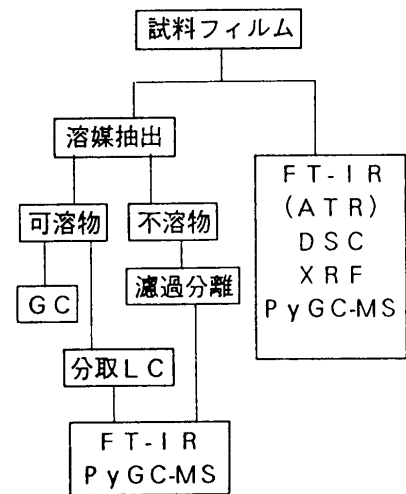 試料フィルム
溶媒抽出
可溶物
不溶物
GC
濾過分離
分取LC
FT-IR
PyGC-MS
FT-IR
(ATR)
DSC
XRF
PyGC-MS